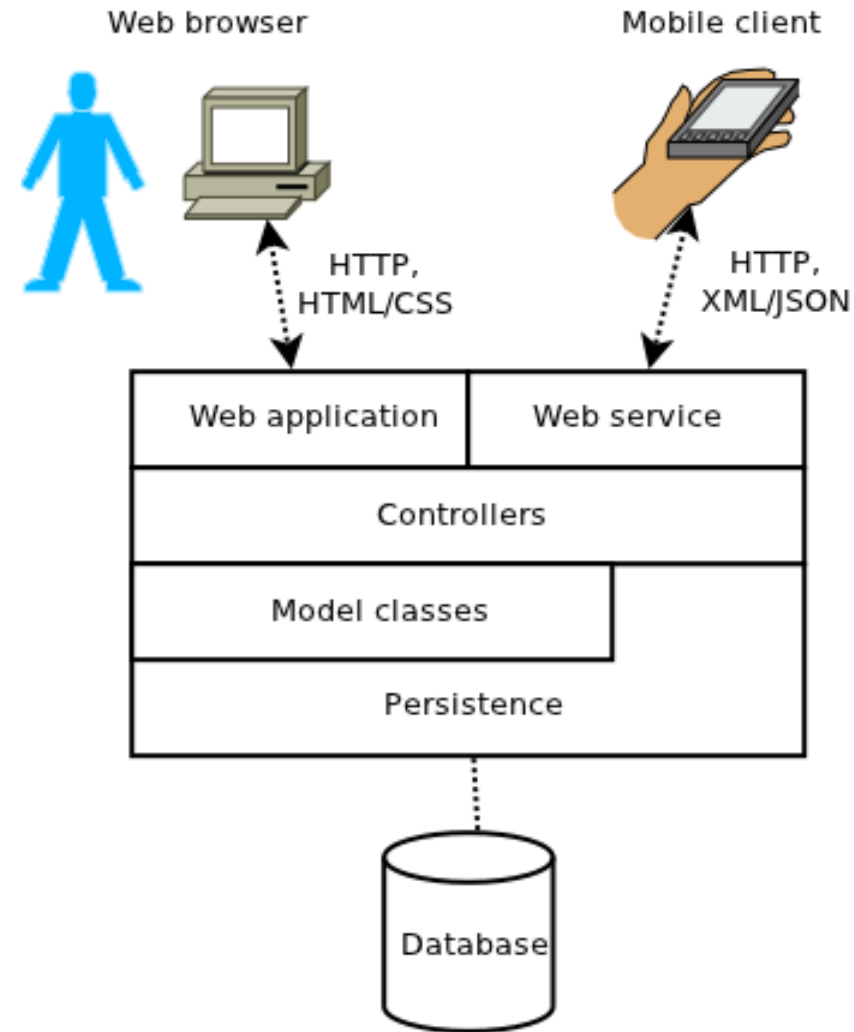 Web browser
Mobile client
HTTP,
HTML/CSS
HTTP,
XML/JSON
Web application
Web service
Controllers
Model classes
Persistence
Database